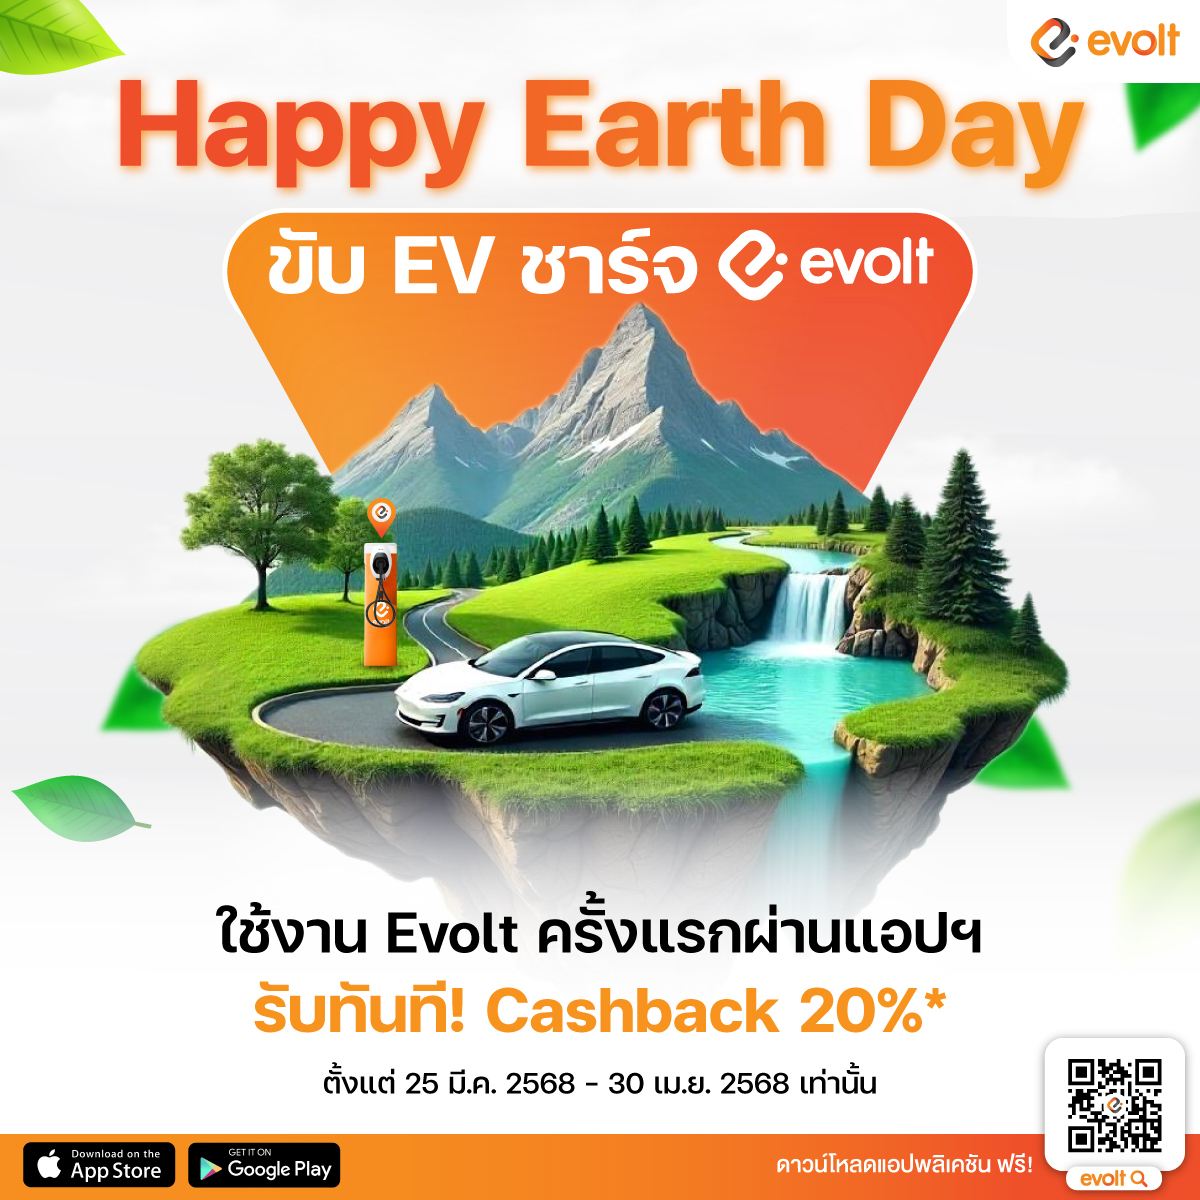 evolt
Happy Earth Day
ขับ EV ชาร์จ evolt
ใช้งาน Evolt ครั้งแรกผ่านแอปฯ
รับทันที! Cashback 20%*
ตั้งแต่ 25 มี.ค. 2568 - 30 เม.ย. 2568 เท่านั้น
Download on the
App Store
GET IT ON
Google Play
ดาวน์โหลดแอปพลิเคชัน ฟรี!
evolt